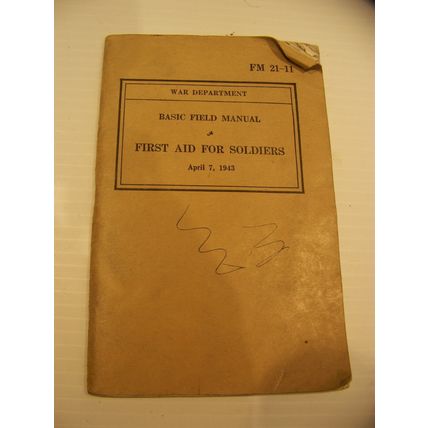 FM 21-11
WAR DEPARTMENT
BASIC FIELD MANUAL
FIRST AID FOR SOLDIERS
April 7, 1943